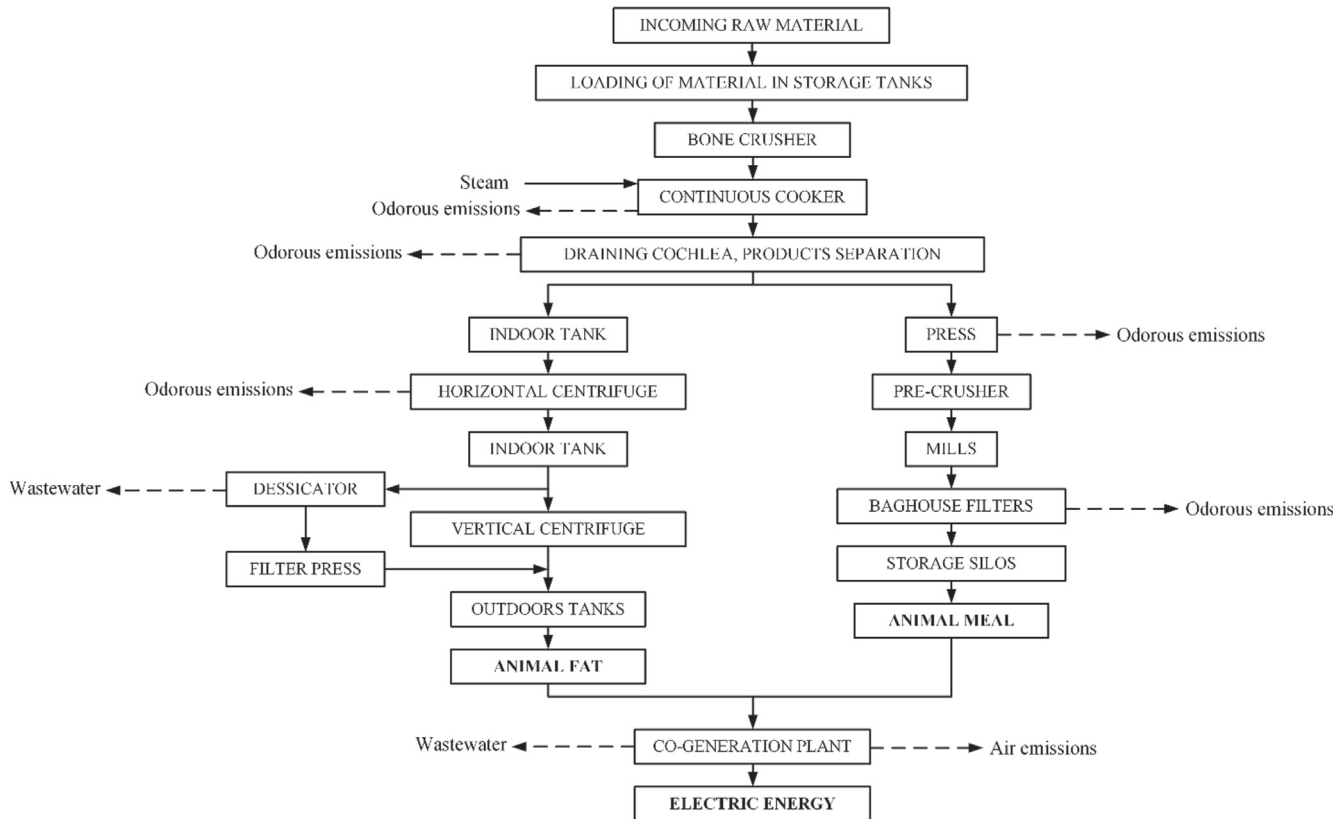 INCOMING RAW MATERIAL
LOADING OF MATERIAL IN STORAGE TANKS
BONE CRUSHER
Steam
CONTINUOUS COOKER
Odorous emissions
Odorous emissions
DRAINING COCHLEA, PRODUCTS SEPARATION
INDOOR TANK
PRESS
Odorous emissions
Odorous emissions
HORIZONTAL CENTRIFUGE
PRE-CRUSHER
INDOOR TANK
MILLS
Wastewater
DESSICATOR
BAGHOUSE FILTERS
Odorous emissions
VERTICAL CENTRIFUGE
FILTER PRESS
STORAGE SILOS
OUTDOORS TANKS
ANIMAL MEAL
ANIMAL FAT
Wastewater
CO-GENERATION PLANT
Air emissions
ELECTRIC ENERGY